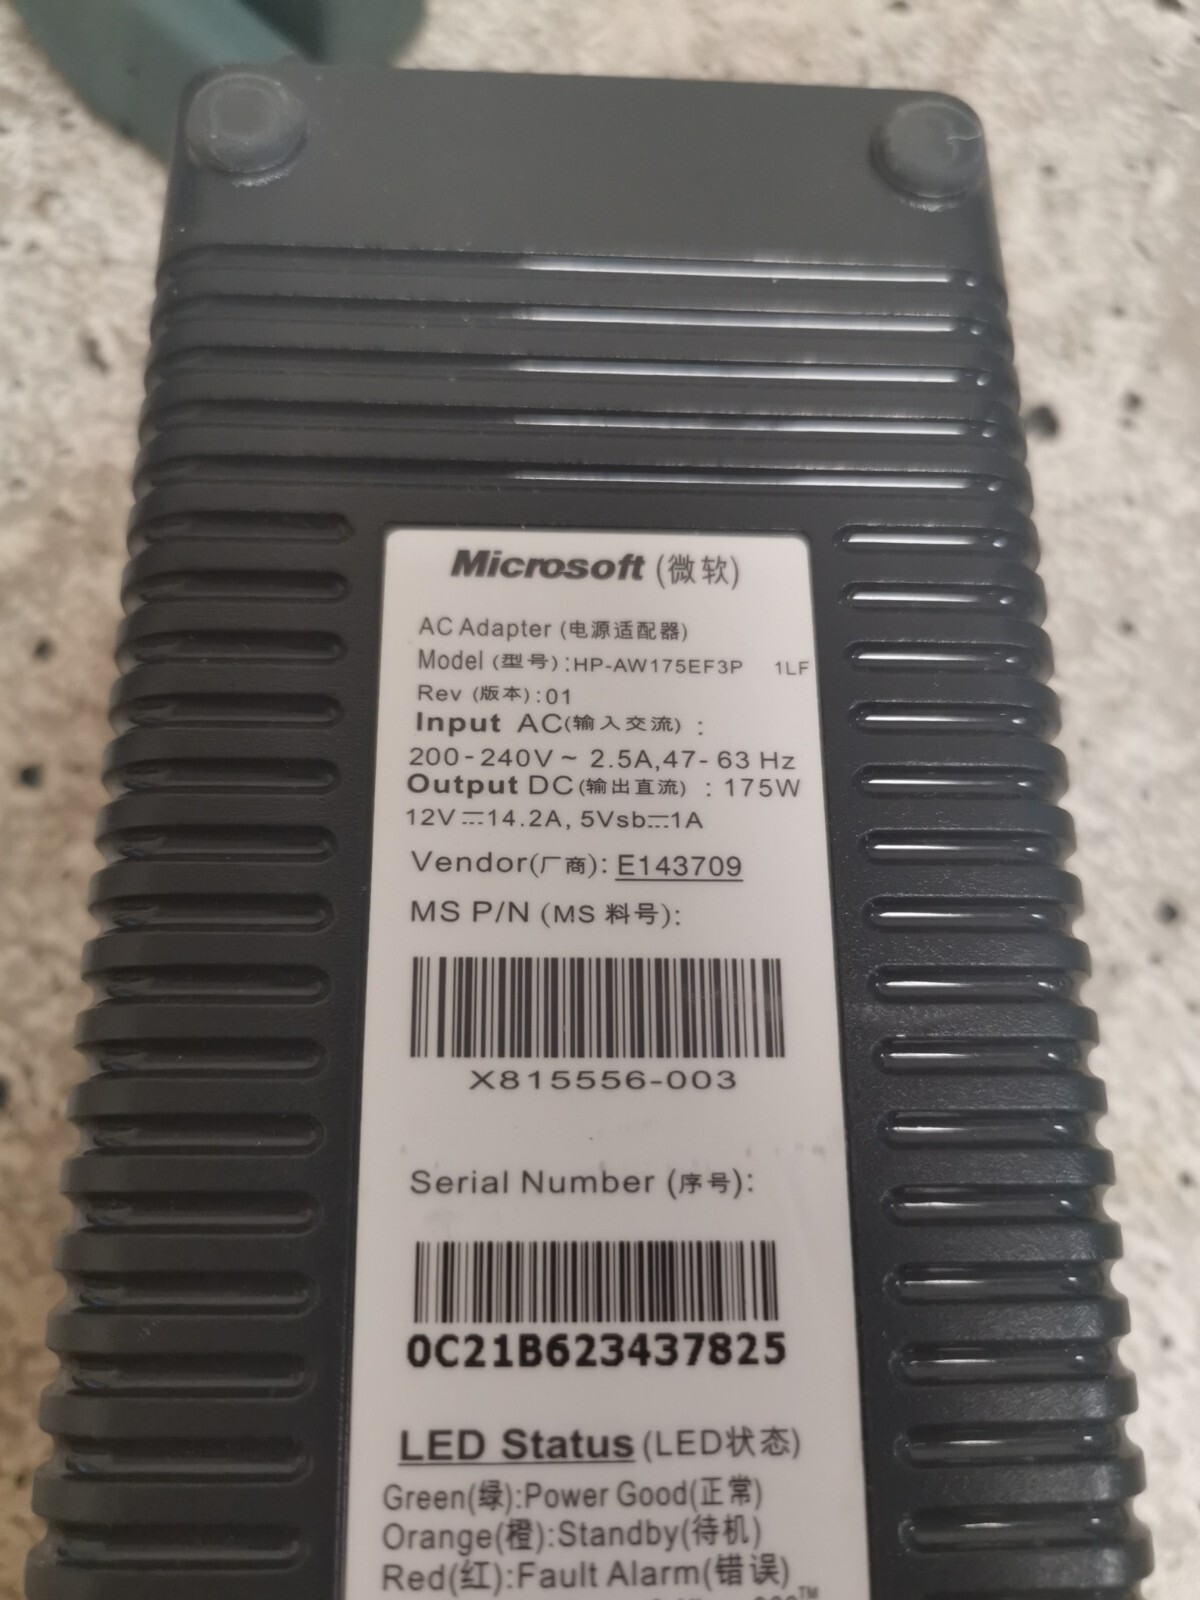 Microsoft (微软)
AC Adapter (电源适配器)
Model (型号):HP-AW175EF3P 1LF
Rev (版本):01
Input AC(输入交流) :
200-240V ~ 2.5A,47- 63 Hz
Output DC(输出直流) : 175W
12V⎓14.2A, 5Vsb⎓1A
Vendor(厂商): E143709
MS P/N (MS 料号):
X815556-003
Serial Number (序号):
0C21B623437825
LED Status (LED状态)
Green(绿):Power Good(正常)
Orange(橙):Standby(待机)
Red(红):Fault Alarm(错误)